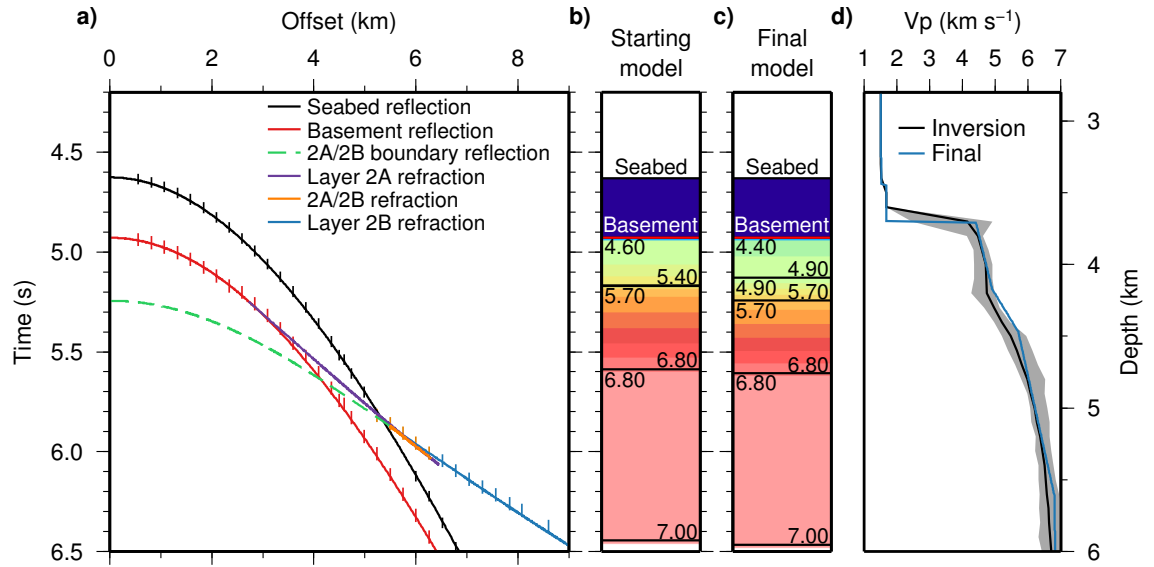 a)
Offset (km)
0 2 4 6 8
Time (s)
4.5
5.0
5.5
6.0
6.5
Seabed reflection
Basement reflection
2A/2B boundary reflection
Layer 2A refraction
2A/2B refraction
Layer 2B refraction
b)
Starting
model
Seabed
Basement
4.60
5.40
5.70
6.80
6.80
7.00
c)
Final
model
Seabed
Basement
4.40
4.90
4.90
5.70
5.70
6.80
6.80
7.00
d)
Vp (km s⁻¹)
1 2 3 4 5 6 7
Inversion
Final
3
4
5
6
Depth (km)